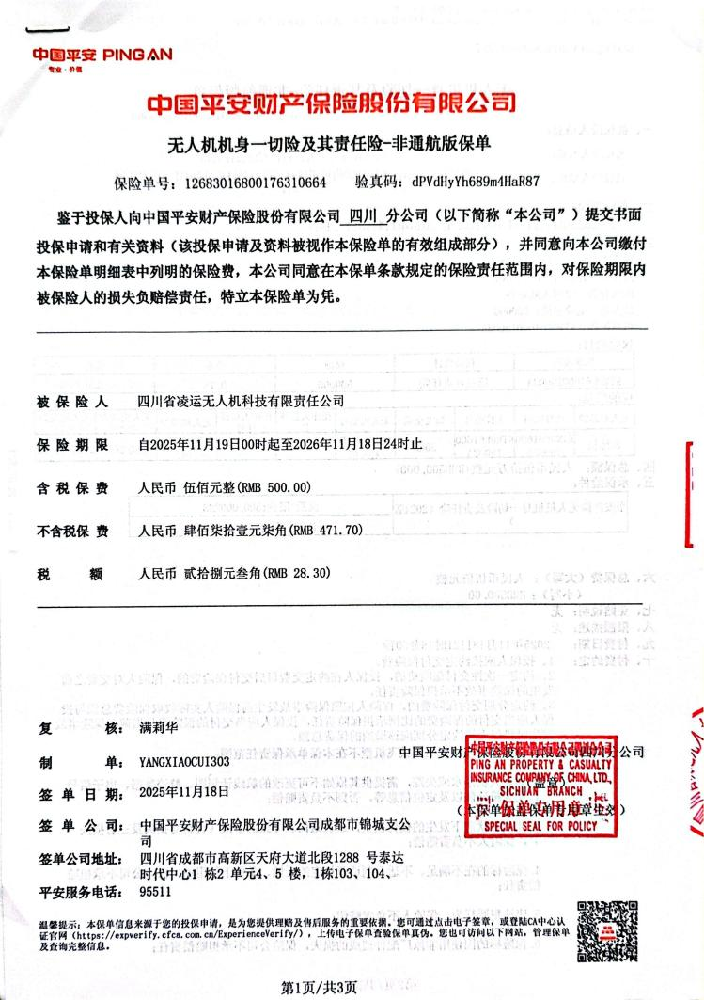 中国平安 PING AN
专业·价值
中国平安财产保险股份有限公司
无人机机身一切险及其责任险-非通航版保单
保险单号：12683016800176310664 验真码：dPVdHyYh689m4HaR87
鉴于投保人向中国平安财产保险股份有限公司 四川 分公司（以下简称“本公司”）提交书面
投保申请和有关资料（该投保申请及资料被视作本保险单的有效组成部分），并同意向本公司缴付
本保险单明细表中列明的保险费，本公司同意在本保单条款规定的保险责任范围内，对保险期限内
被保险人的损失负赔偿责任，特立本保险单为凭。
被保险人 四川省凌运无人机科技有限责任公司
保险期限 自2025年11月19日00时起至2026年11月18日24时止
含税保费 人民币 伍佰元整(RMB 500.00)
不含税保费 人民币 肆佰柒拾壹元柒角(RMB 471.70)
税额 人民币 贰拾捌元叁角(RMB 28.30)
复核： 满莉华
制单： YANGXIAOCUI303
签单日期： 2025年11月18日
签单公司： 中国平安财产保险股份有限公司成都市锦城支公
司
签单公司地址： 四川省成都市高新区天府大道北段1288 号泰达
时代中心1 栋2 单元4、5 楼，1栋103、104、
平安服务电话： 95511
中国平安财产保险股份有限公司四川分公司
（盖章）
（本保单加盖保单专用章生效）
中国平安财产保险股份有限公司四川分公司
PING AN PROPERTY & CASUALTY
INSURANCE COMPANY OF CHINA,LTD.,
SICHUAN BRANCH
保单专用章
SPECIAL SEAL FOR POLICY
温馨提示：本保单信息来源于您的投保申请，是为您提供理赔及售后服务的重要依据。您可通过点击电子签章，或登陆CA中心认
证官网（https://expverify.cfca.com.cn/ExperienceVerify/），上传电子保单查验保单真伪。您也可访问以下网站，管理保单
及查询完整信息。
第1页/共3页